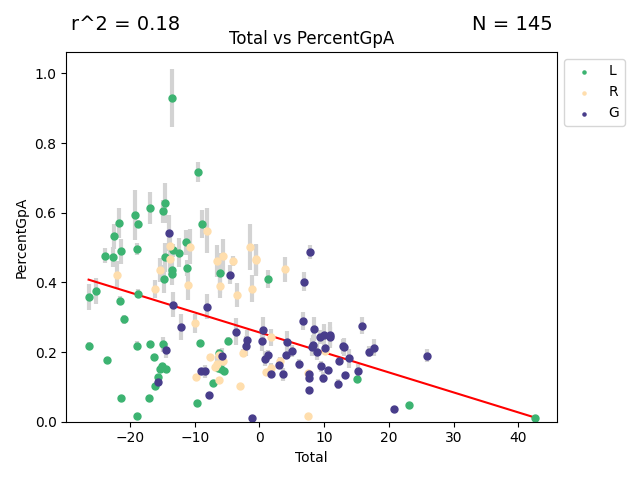 r^2 = 0.18 N = 145
Total vs PercentGpA
L
R
G
PercentGpA
1.0
0.8
0.6
0.4
0.2
0.0
−20 −10 0 10 20 30 40
Total